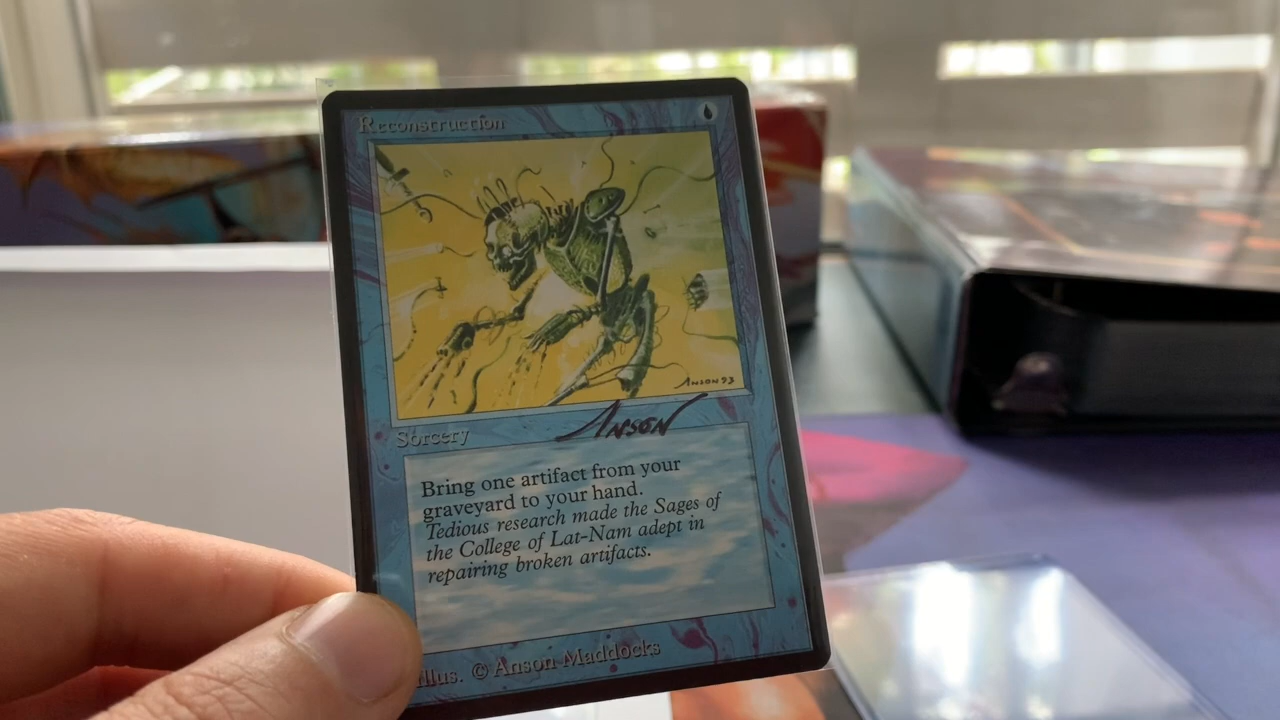 Reconstruction
ANSON 93
ANSON
Sorcery
Bring one artifact from your
graveyard to your hand.
Tedious research made the Sages of
the College of Lat-Nam adept in
repairing broken artifacts.
Illus. © Anson Maddocks